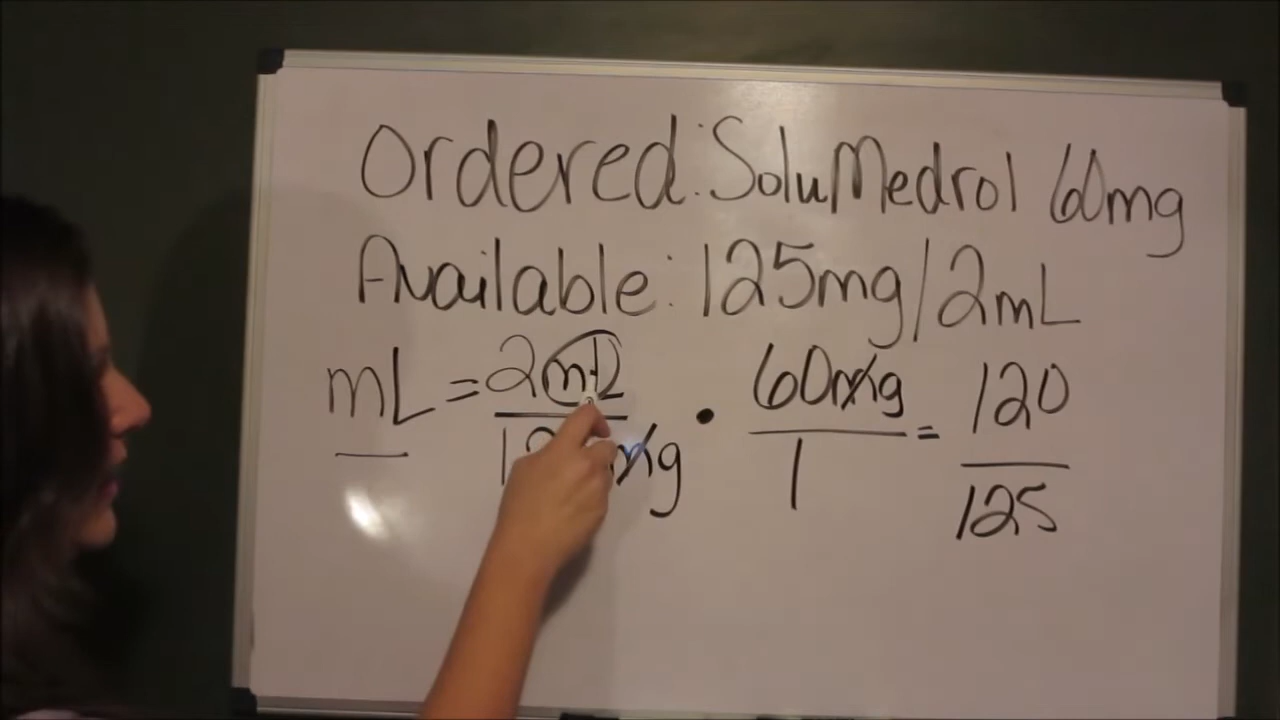 Ordered: SoluMedrol 60mg
Available: 125mg/2mL
mL = 2mL • 60mg = 120
mg 1 125